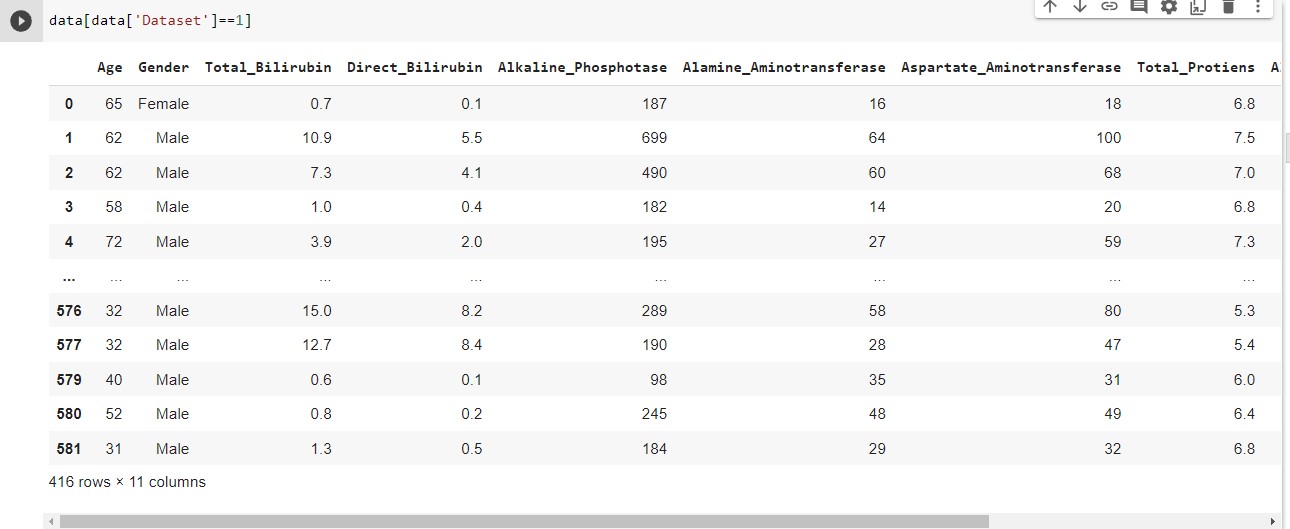 data[data['Dataset']==1]
Age Gender Total_Bilirubin Direct_Bilirubin Alkaline_Phosphotase Alamine_Aminotransferase Aspartate_Aminotransferase Total_Protiens A
0 65 Female 0.7 0.1 187 16 18 6.8
1 62 Male 10.9 5.5 699 64 100 7.5
2 62 Male 7.3 4.1 490 60 68 7.0
3 58 Male 1.0 0.4 182 14 20 6.8
4 72 Male 3.9 2.0 195 27 59 7.3
... ... ... ... ... ... ... ... ...
576 32 Male 15.0 8.2 289 58 80 5.3
577 32 Male 12.7 8.4 190 28 47 5.4
579 40 Male 0.6 0.1 98 35 31 6.0
580 52 Male 0.8 0.2 245 48 49 6.4
581 31 Male 1.3 0.5 184 29 32 6.8
416 rows × 11 columns